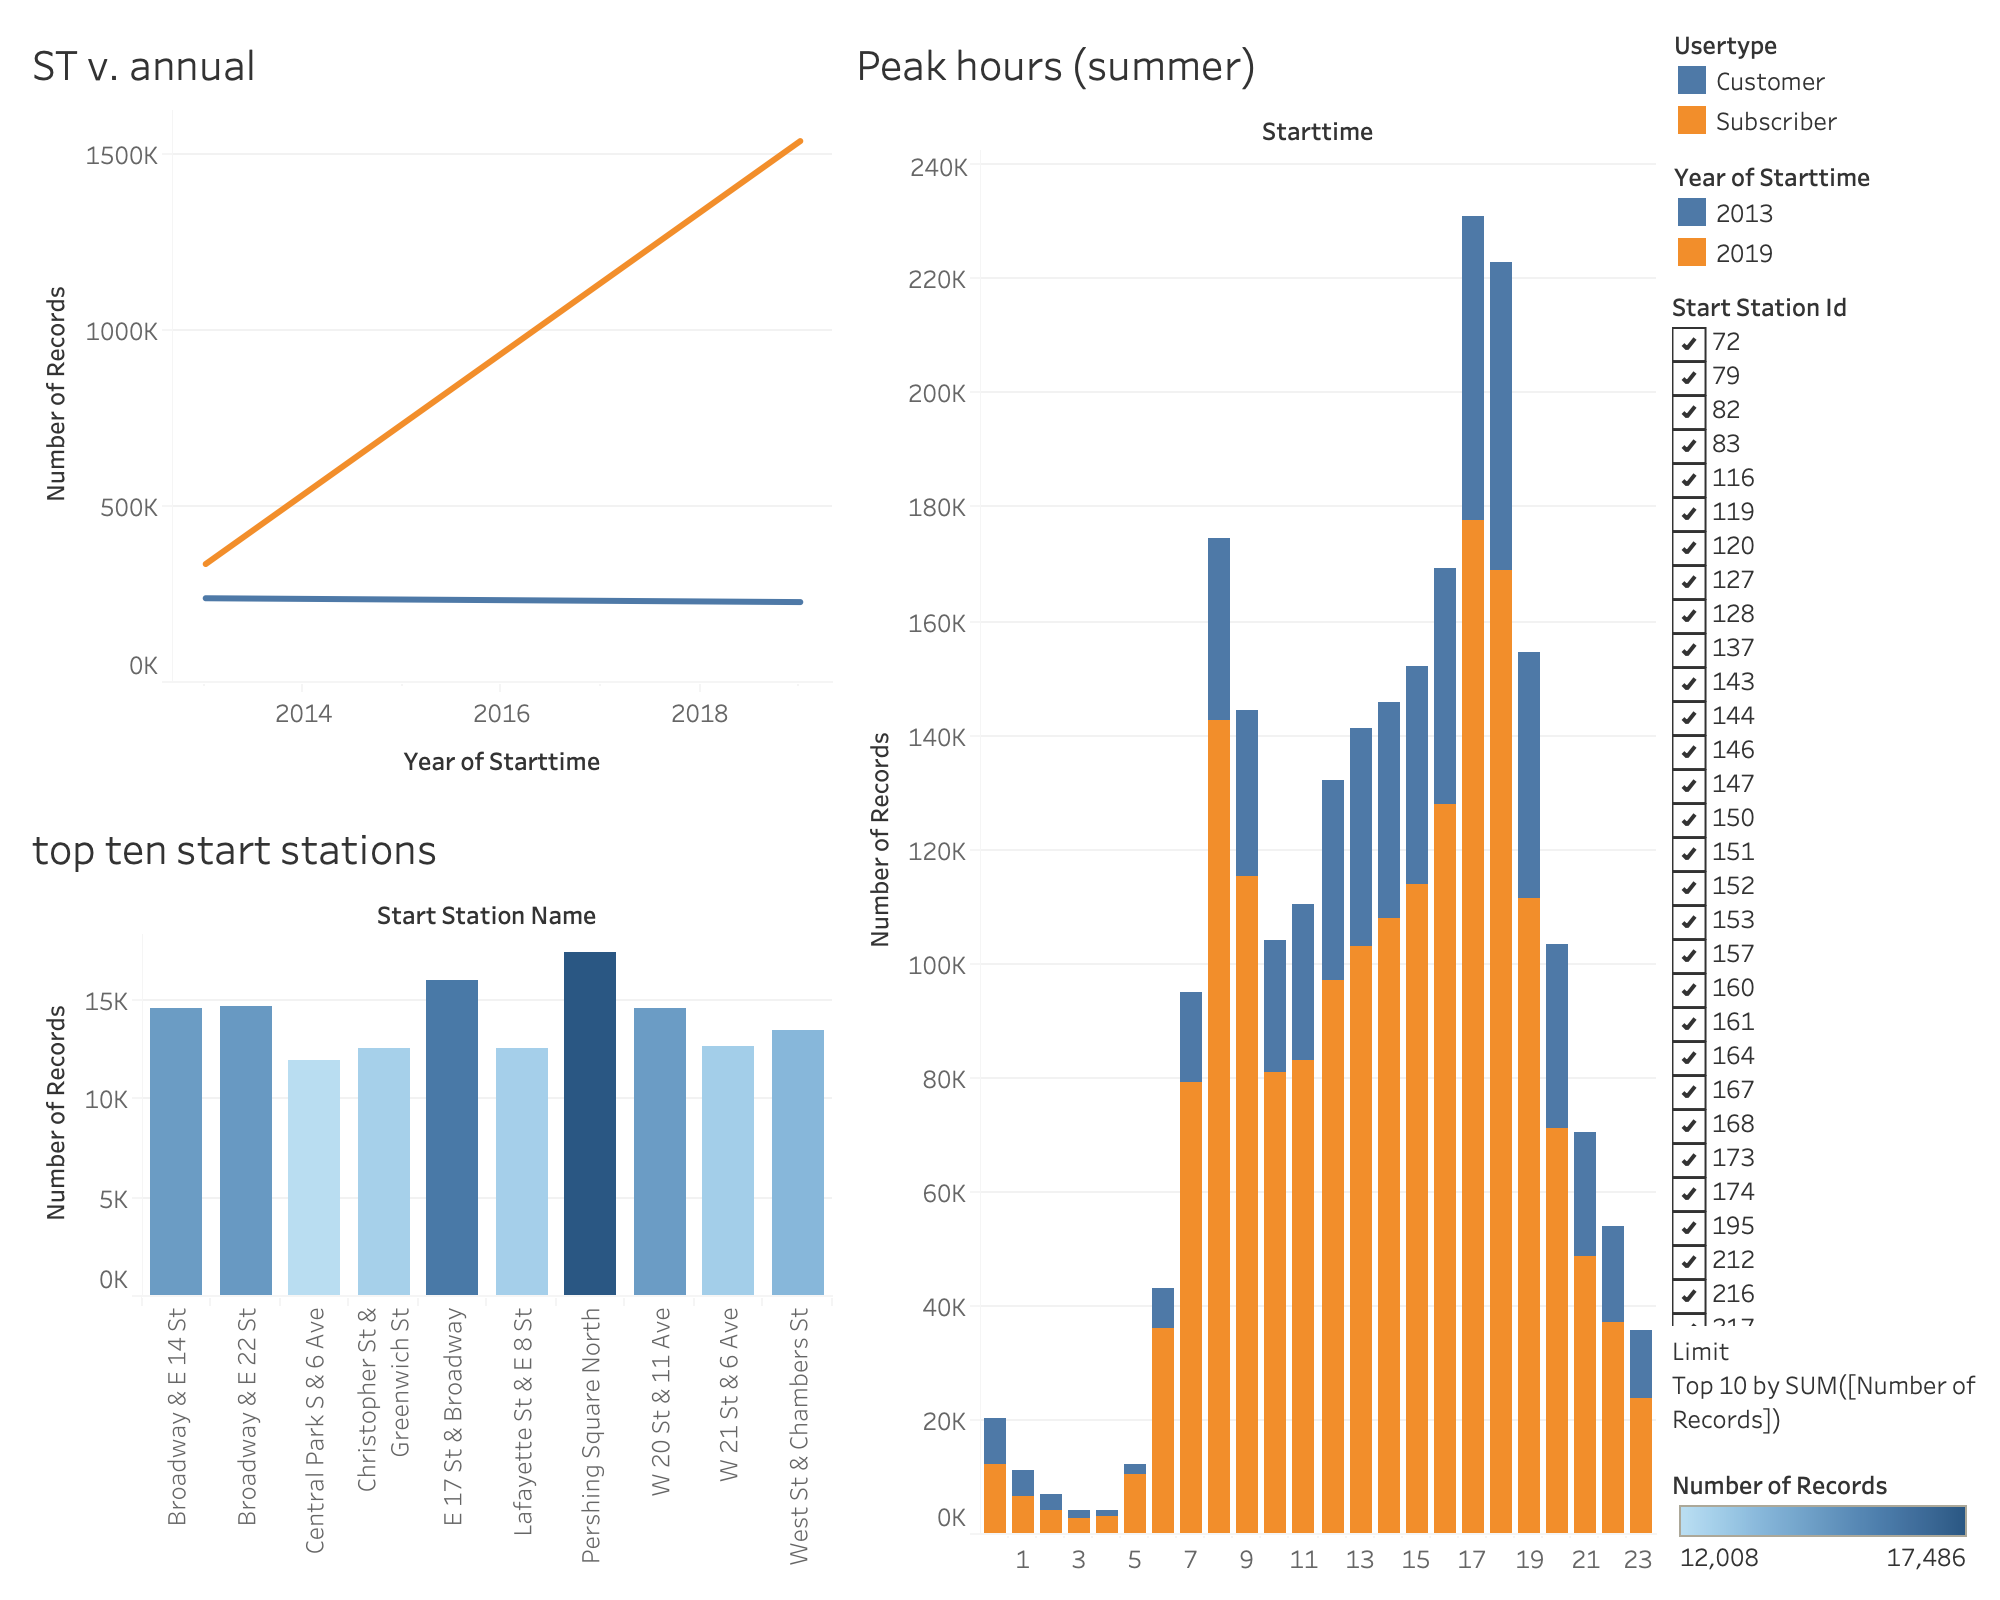 ST v. annual
1500K
1000K
500K
0K
Number of Records
2014 2016 2018
Year of Starttime
top ten start stations
Start Station Name
15K
10K
5K
0K
Number of Records
Broadway & E 14 St
Broadway & E 22 St
Central Park S & 6 Ave
Christopher St &
Greenwich St
E 17 St & Broadway
Lafayette St & E 8 St
Pershing Square North
W 20 St & 11 Ave
W 21 St & 6 Ave
West St & Chambers St
Peak hours (summer)
Starttime
240K
220K
200K
180K
160K
140K
120K
100K
80K
60K
40K
20K
0K
Number of Records
1 3 5 7 9 11 13 15 17 19 21 23
Usertype
Customer
Subscriber
Year of Starttime
2013
2019
Start Station Id
72
79
82
83
116
119
120
127
128
137
143
144
146
147
150
151
152
153
157
160
161
164
167
168
173
174
195
212
216
217
Limit
Top 10 by SUM([Number of
Records])
Number of Records
12,008 17,486